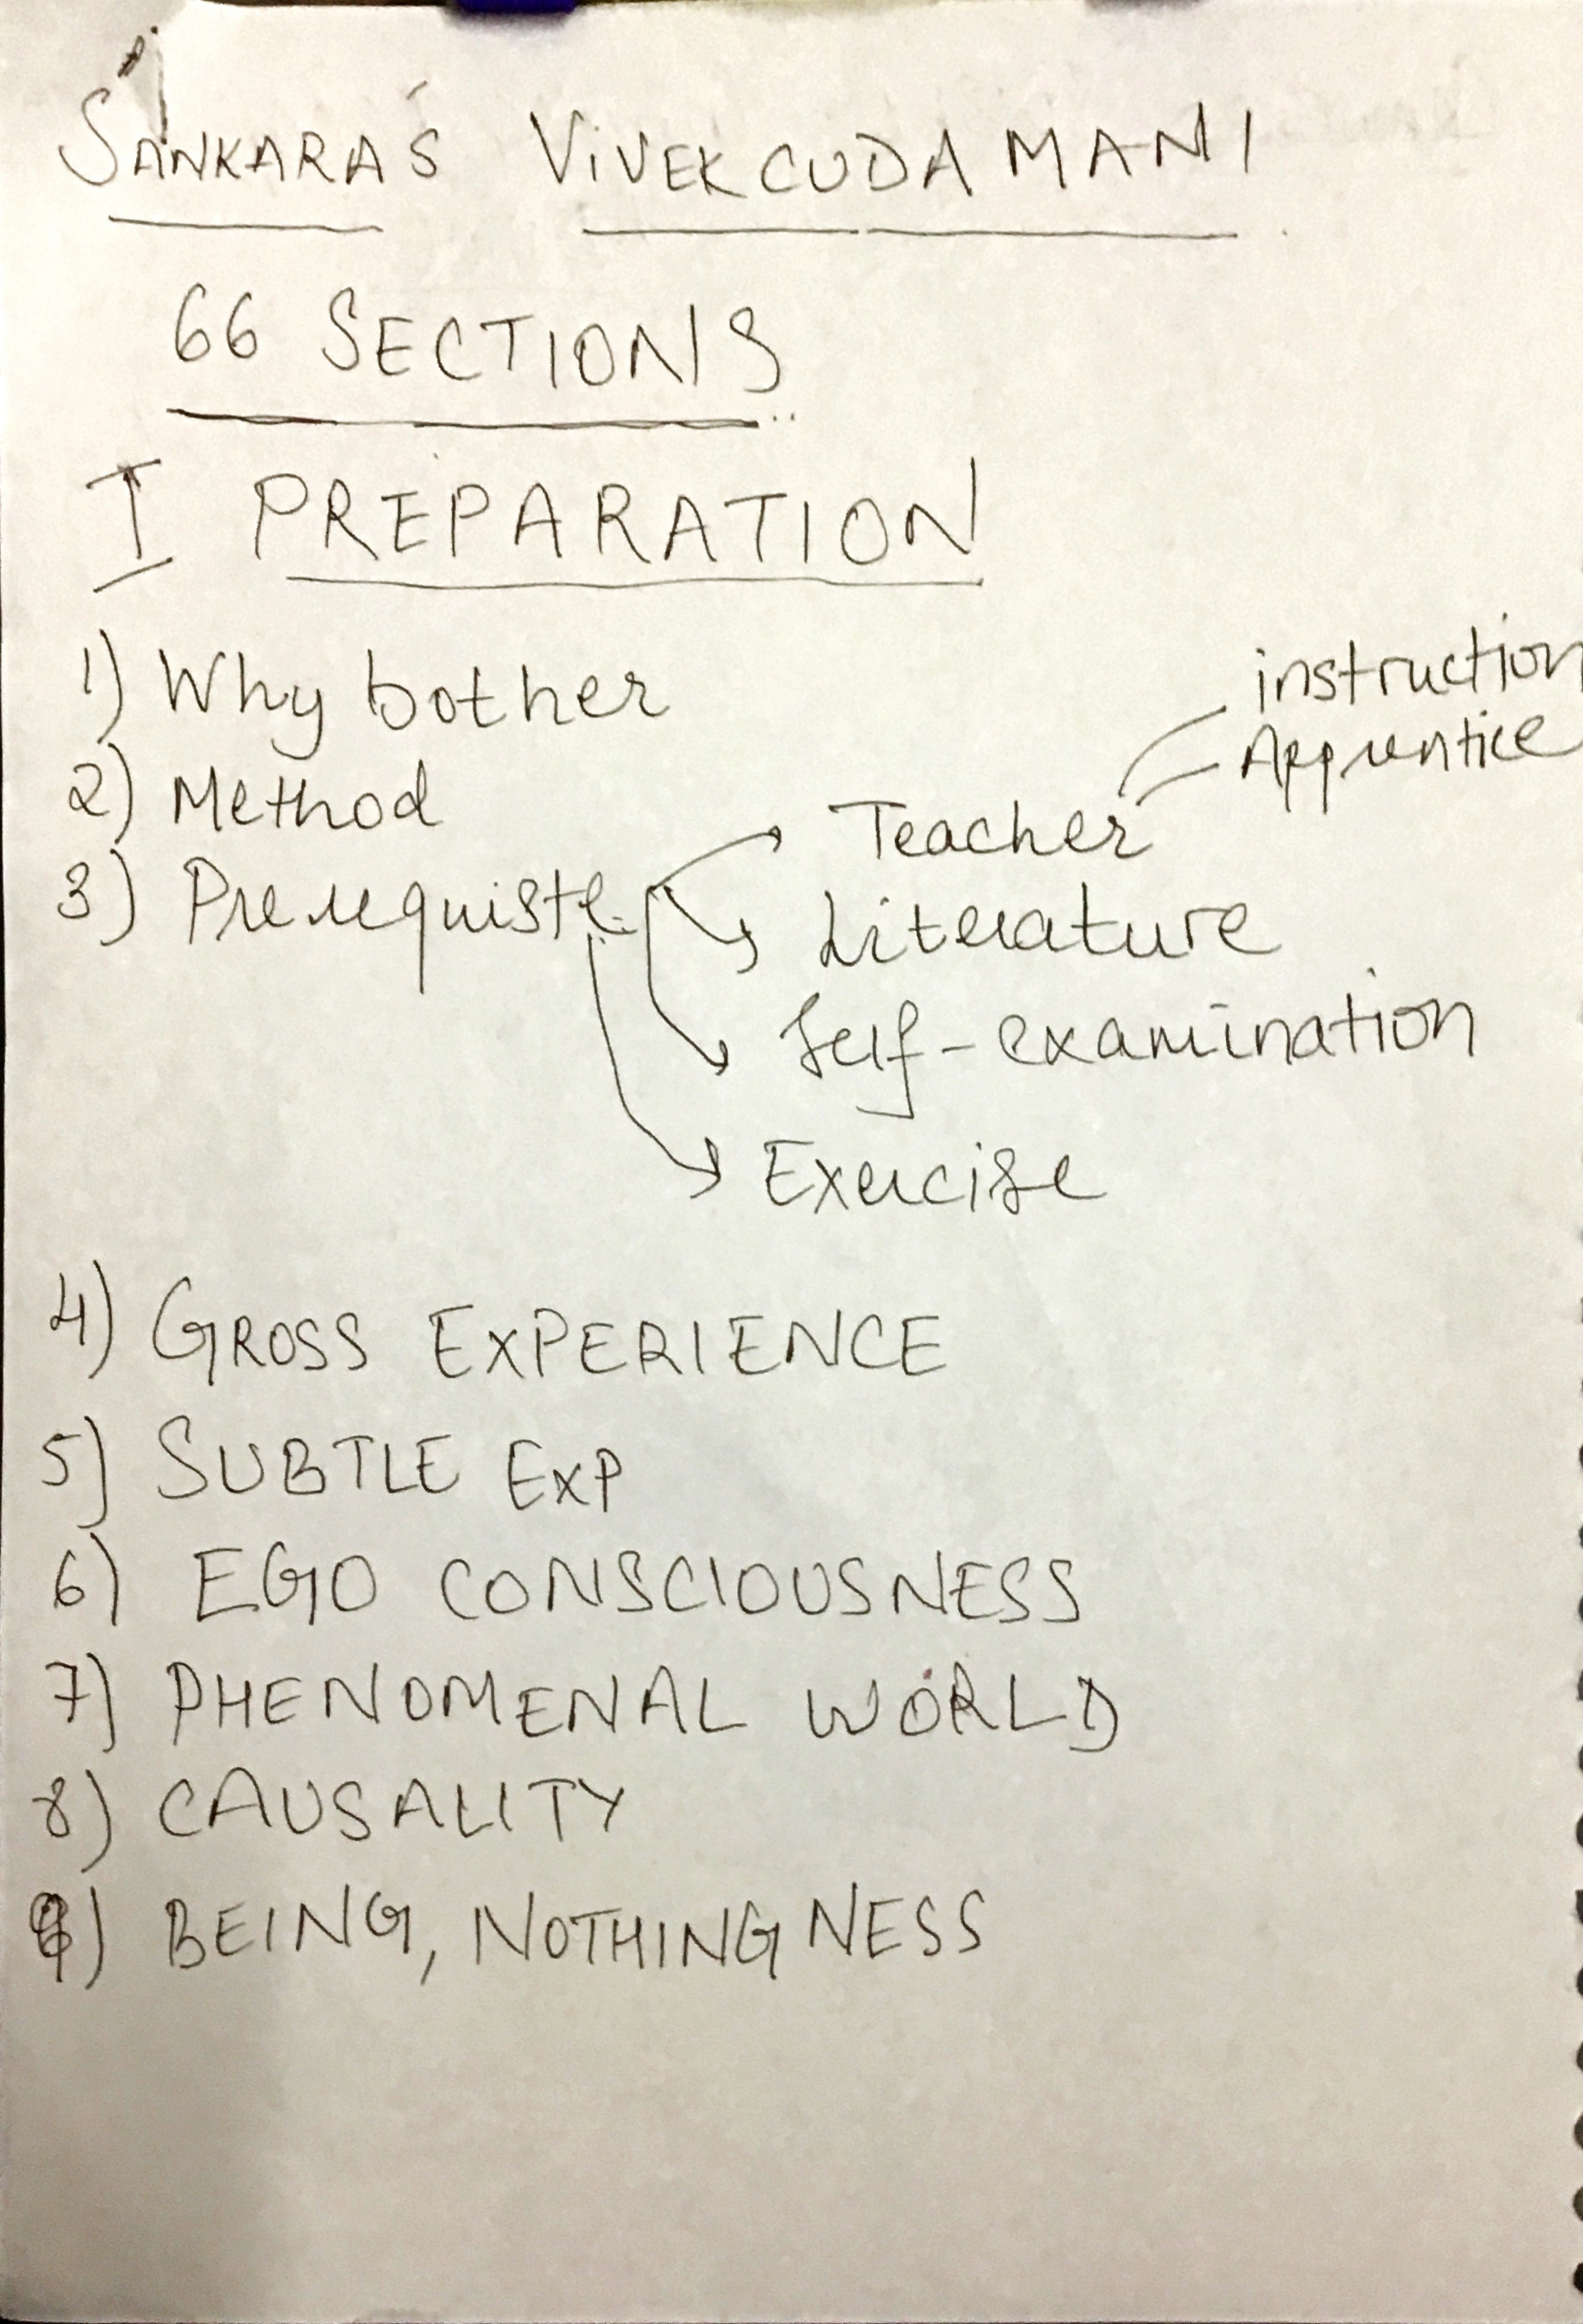 SANKARA'S VIVEKCUDAMANI
66 SECTIONS
I PREPARATION
1) Why bother
instruction
Apprentice
2) Method
Teacher
3) Prerequiste
Literature
Self-examination
Exercise
4) GROSS EXPERIENCE
5) SUBTLE EXP
6) EGO CONSCIOUSNESS
7) PHENOMENAL WORLD
8) CAUSALITY
9) BEING, NOTHINGNESS